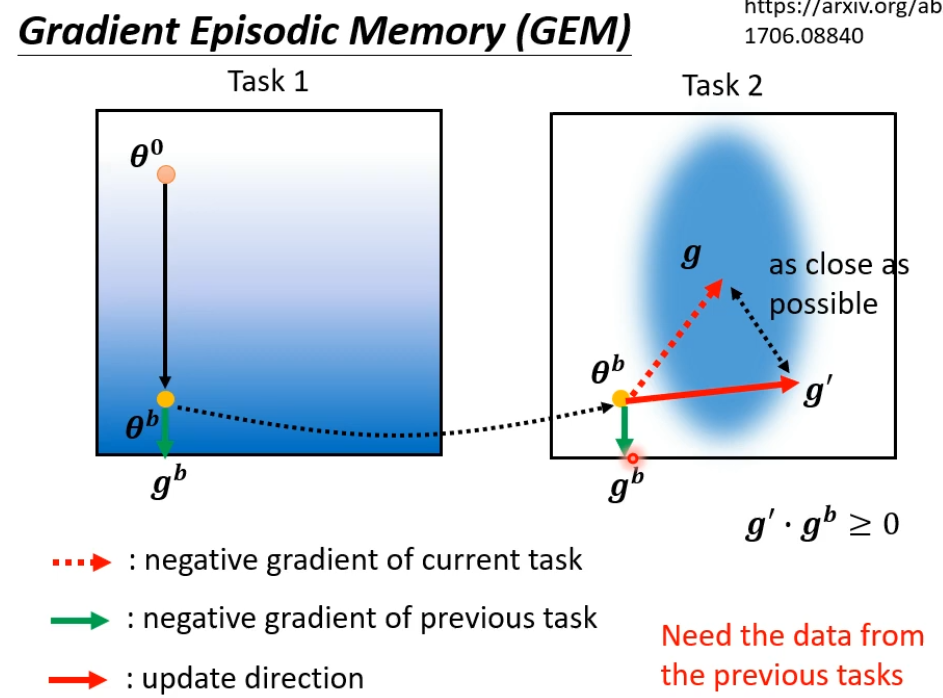 Gradient Episodic Memory (GEM)
https://arxiv.org/ab
1706.08840
Task 1
Task 2
θ⁰
θᵇ
gᵇ
g
as close as
possible
θᵇ
g′
gᵇ
g′ · gᵇ ≥ 0
: negative gradient of current task
: negative gradient of previous task
: update direction
Need the data from
the previous tasks